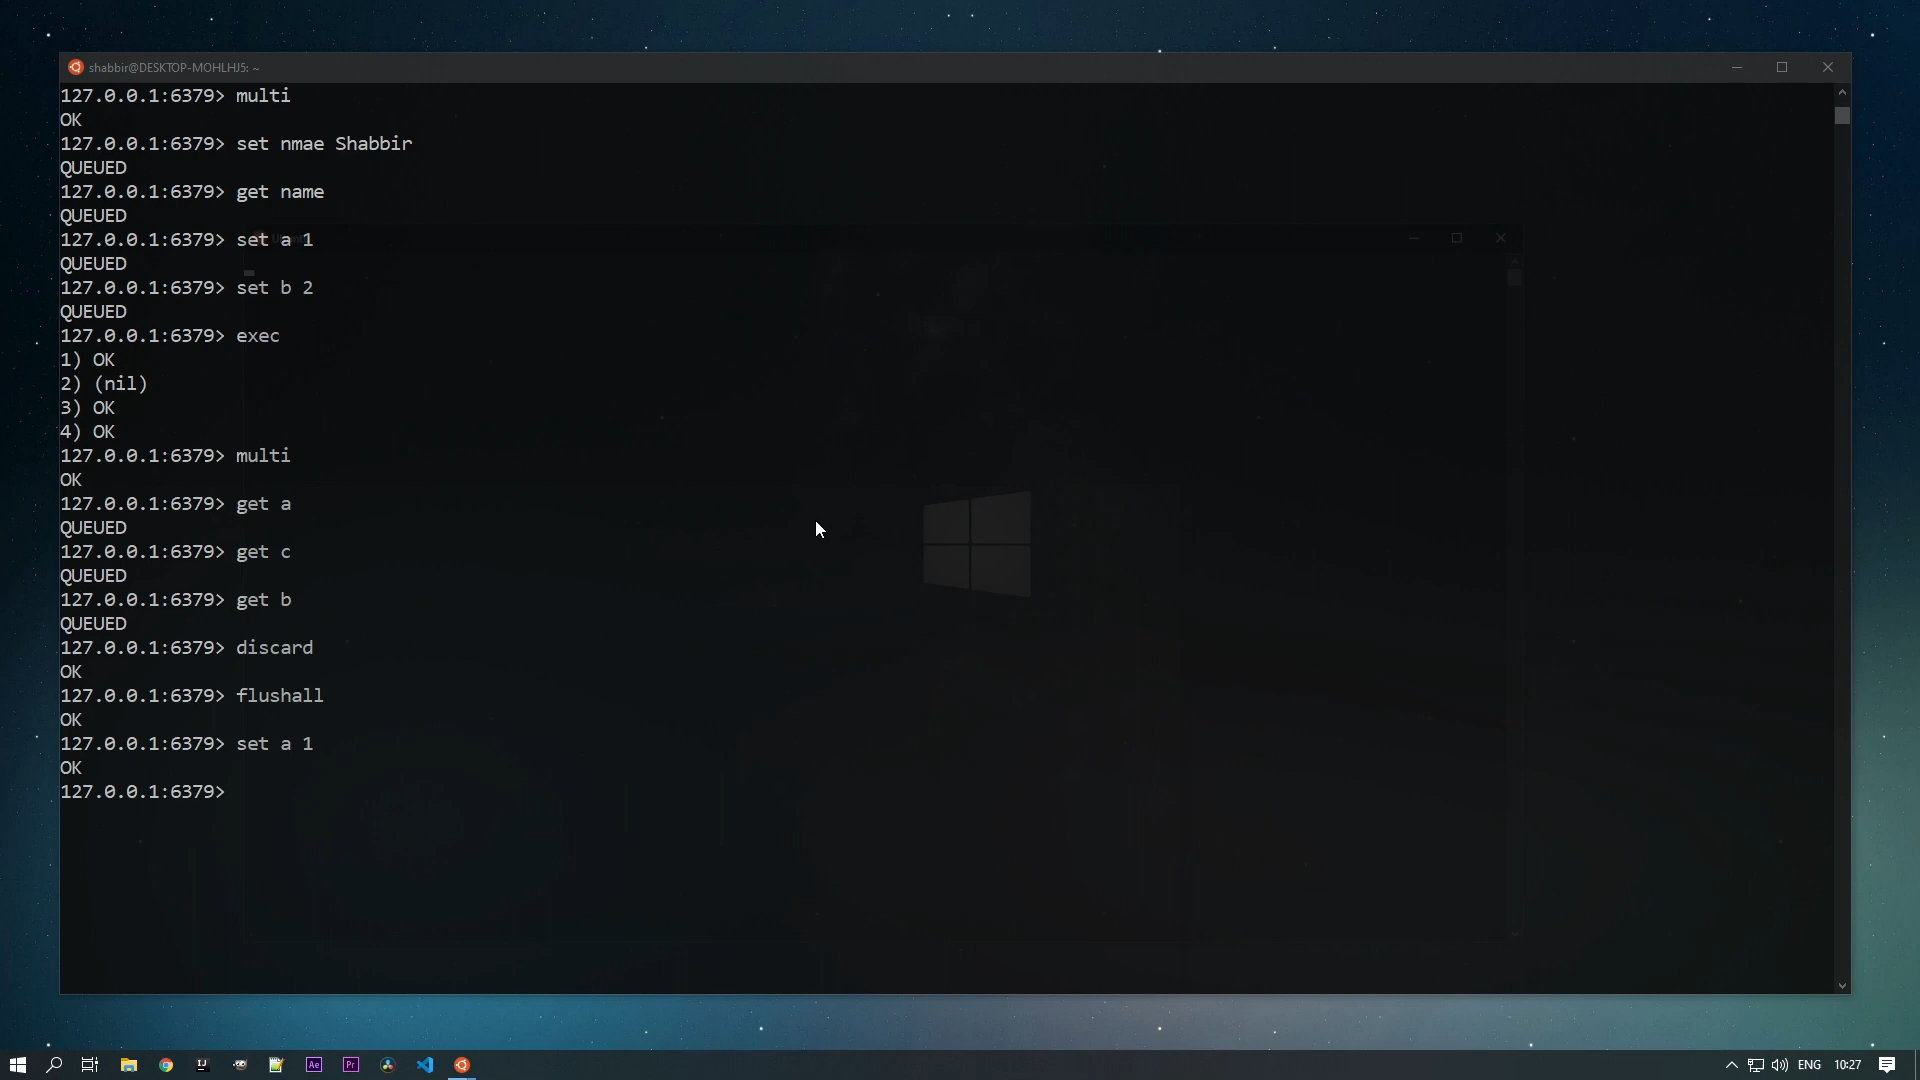 shabbir@DESKTOP-MOHLHJ5: ~
127.0.0.1:6379> multi
OK
127.0.0.1:6379> set nmae Shabbir
QUEUED
127.0.0.1:6379> get name
QUEUED
127.0.0.1:6379> set a 1
QUEUED
127.0.0.1:6379> set b 2
QUEUED
127.0.0.1:6379> exec
1) OK
2) (nil)
3) OK
4) OK
127.0.0.1:6379> multi
OK
127.0.0.1:6379> get a
QUEUED
127.0.0.1:6379> get c
QUEUED
127.0.0.1:6379> get b
QUEUED
127.0.0.1:6379> discard
OK
127.0.0.1:6379> flushall
OK
127.0.0.1:6379> set a 1
OK
127.0.0.1:6379>
IJ
Ae
Pr
ENG
10:27